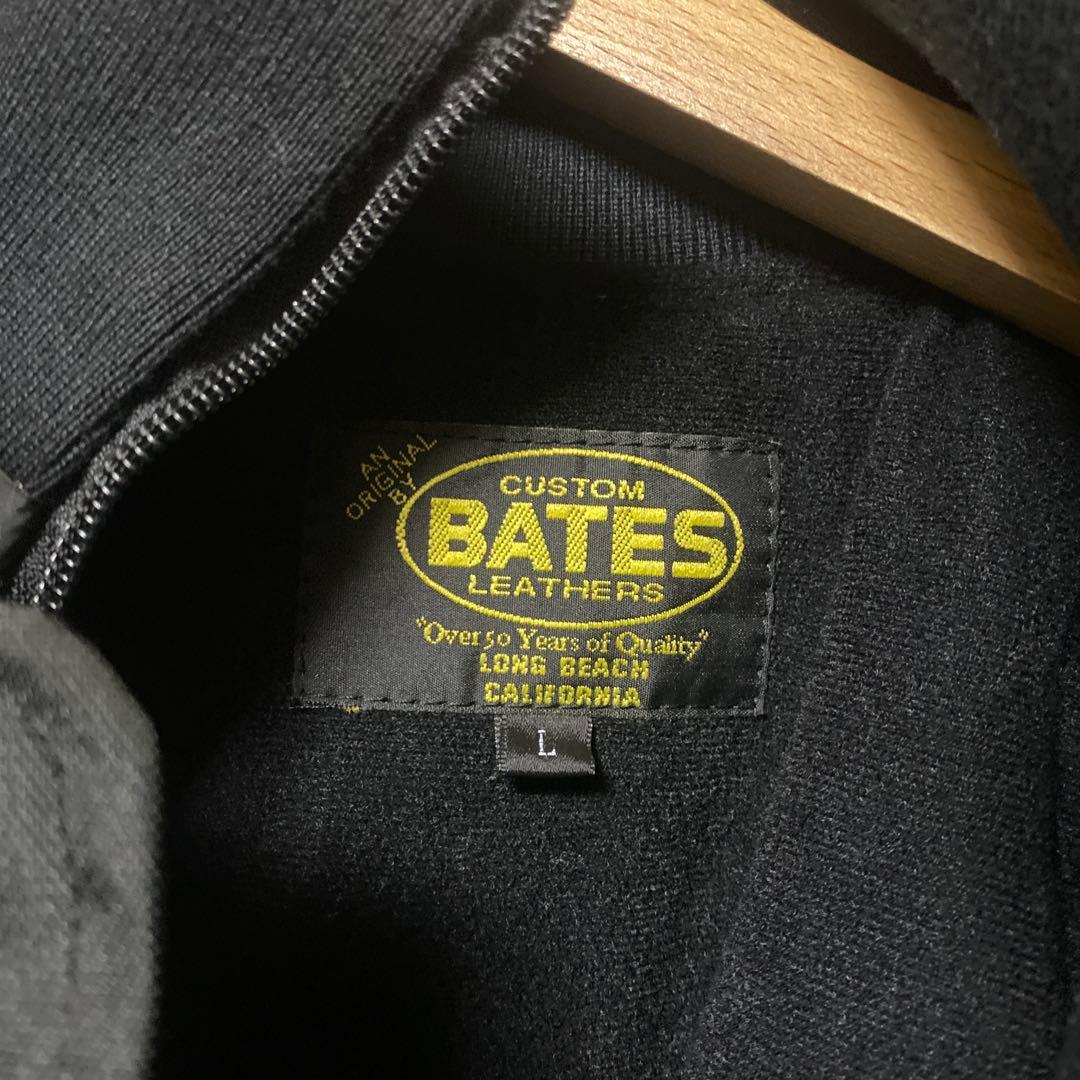 AN
ORIGINAL
BY
CUSTOM
BATES
LEATHERS
"Over 50 Years of Quality"
LONG BEACH
CALIFORNIA
L